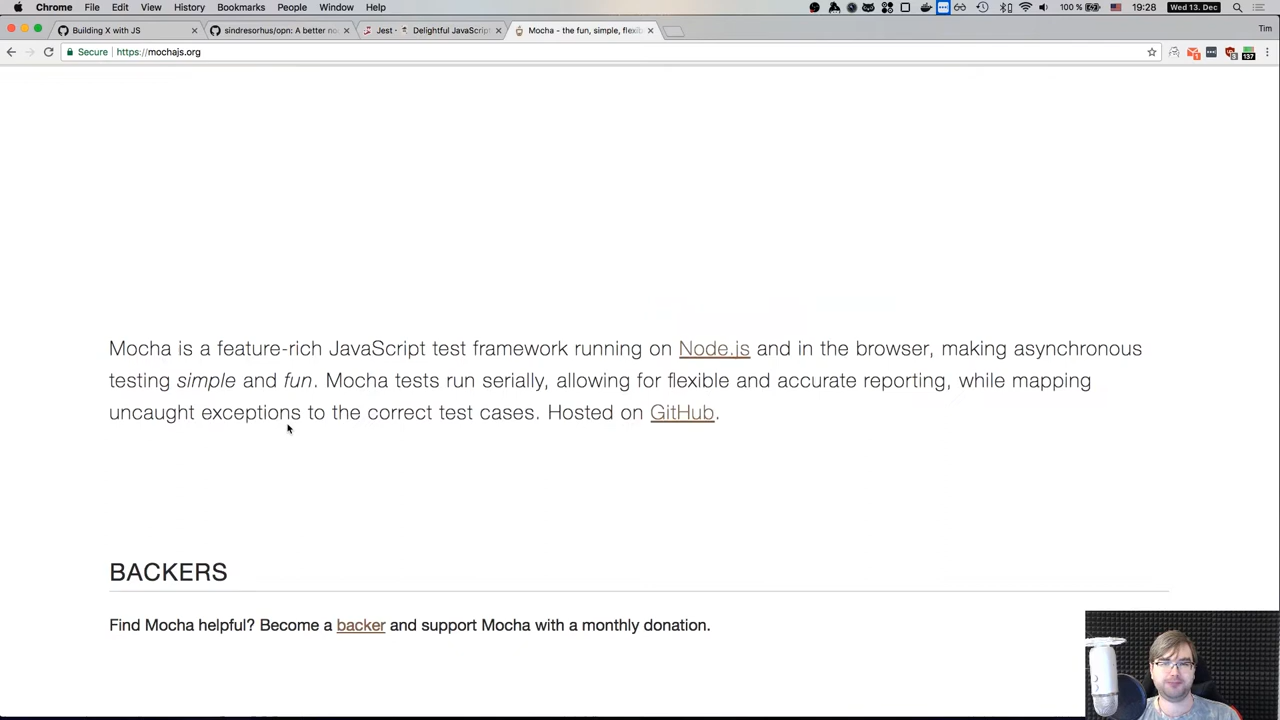 Chrome File Edit View History Bookmarks People Window Help 100 % 19:28 Wed 13. Dec
Building X with JS sindresorhus/opn: A better no Jest · Delightful JavaScript Mocha - the fun, simple, flexib Tim
Secure https://mochajs.org
137
Mocha is a feature-rich JavaScript test framework running on Node.js and in the browser, making asynchronous
testing simple and fun. Mocha tests run serially, allowing for flexible and accurate reporting, while mapping
uncaught exceptions to the correct test cases. Hosted on GitHub.
BACKERS
Find Mocha helpful? Become a backer and support Mocha with a monthly donation.